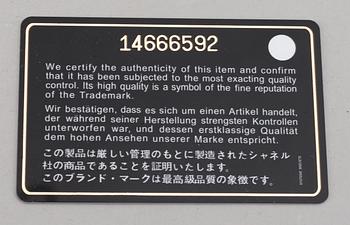 14666592
We certify the authenticity of this item and confirm
that it has been subjected to the most exacting quality
control. Its high quality is a symbol of the fine reputation
of the Trademark.
Wir bestätigen, dass es sich um einen Artikel handelt,
der während seiner Herstellung strengsten Kontrollen
unterworfen war, und dessen erstklassige Qualität
dem hohen Ansehen unserer Marke entspricht.
この製品は厳しい管理のもとに製造されたシャネル
社の商品であることを証明いたします。
このブランド・マークは最高級品質の象徴です。